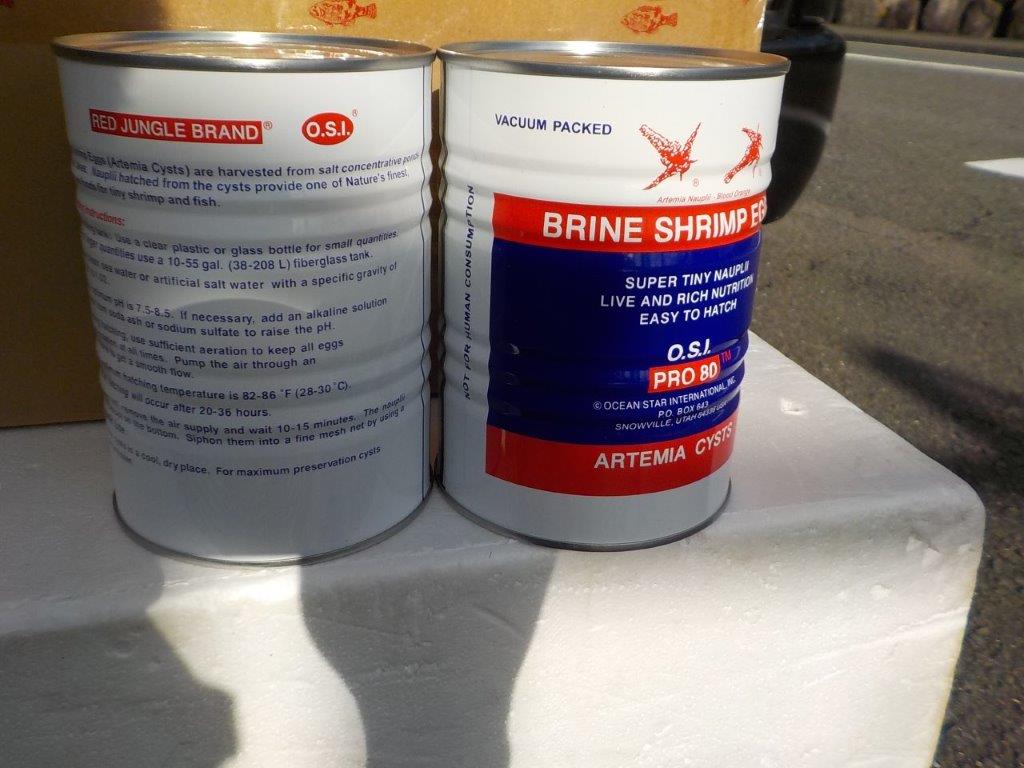 RED JUNGLE BRAND®
O.S.I.®
Eggs (Artemia Cysts) are harvested from salt concentrative ponds
Nauplii hatched from the cysts provide one of Nature's finest,
foods for tiny shrimp and fish.
Instructions:
Use a clear plastic or glass bottle for small quantities.
quantities use a 10-55 gal. (38-208 L) fiberglass tank.
sea water or artificial salt water with a specific gravity of
pH is 7.5-8.5. If necessary, add an alkaline solution
soda ash or sodium sulfate to raise the pH.
use sufficient aeration to keep all eggs
at all times. Pump the air through an
a smooth flow.
hatching temperature is 82-86 °F (28-30°C).
will occur after 20-36 hours.
remove the air supply and wait 10-15 minutes. The nauplii
the bottom. Siphon them into a fine mesh net by using a
a cool, dry place. For maximum preservation cysts
NOT FOR HUMAN CONSUMPTION
VACUUM PACKED
®
Artemia Nauplii - Blood Orange
BRINE SHRIMP EG
SUPER TINY NAUPLII
LIVE AND RICH NUTRITION
EASY TO HATCH
O.S.I.
PRO 80™
© OCEAN STAR INTERNATIONAL, INC.
P.O. BOX 643
SNOWVILLE, UTAH 84336
ARTEMIA CYSTS